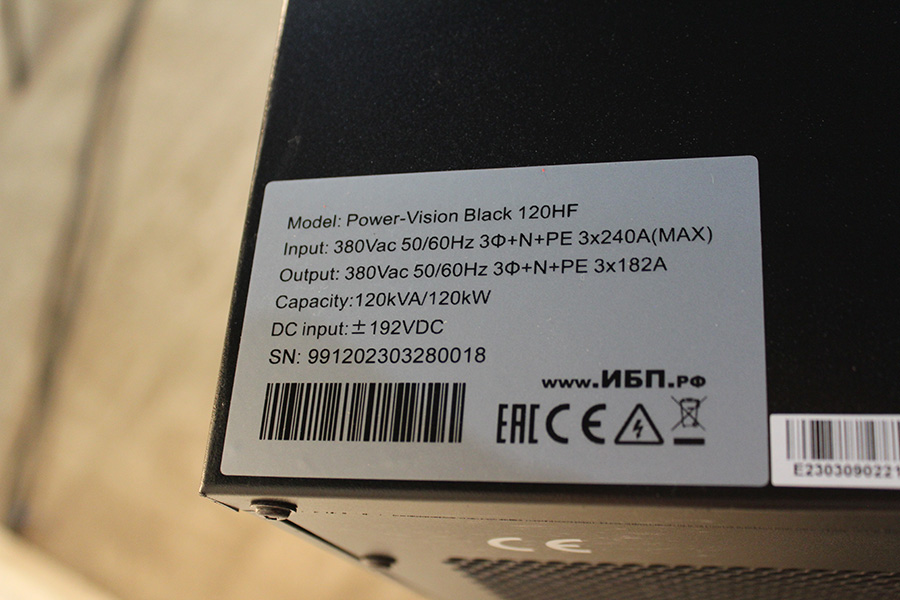 Model: Power-Vision Black 120HF
Input: 380Vac 50/60Hz 3Φ+N+PE 3x240A(MAX)
Output: 380Vac 50/60Hz 3Φ+N+PE 3x182A
Capacity:120kVA/120kW
DC input:±192VDC
SN: 991202303280018
www.ИБП.РФ
EAC CE
E2303090221
CE